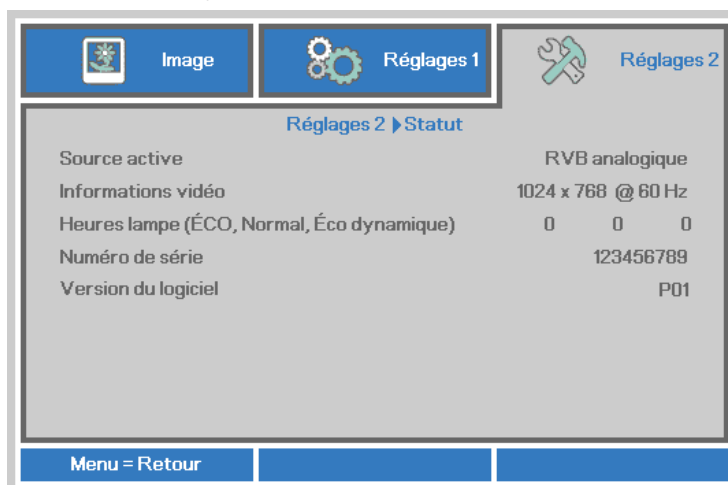 Image
Réglages 1
Réglages 2
Réglages 2 ▶ Statut
Source active RVB analogique
Informations vidéo 1024 x 768 @ 60 Hz
Heures lampe (ÉCO, Normal, Éco dynamique) 0 0 0
Numéro de série 123456789
Version du logiciel P01
Menu = Retour